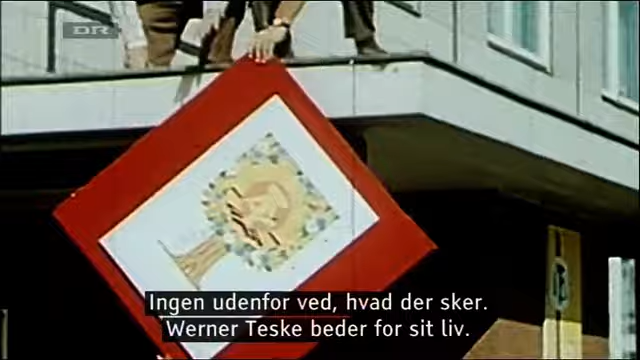 DR
Ingen udenfor ved, hvad der sker.
Werner Teske beder for sit liv.